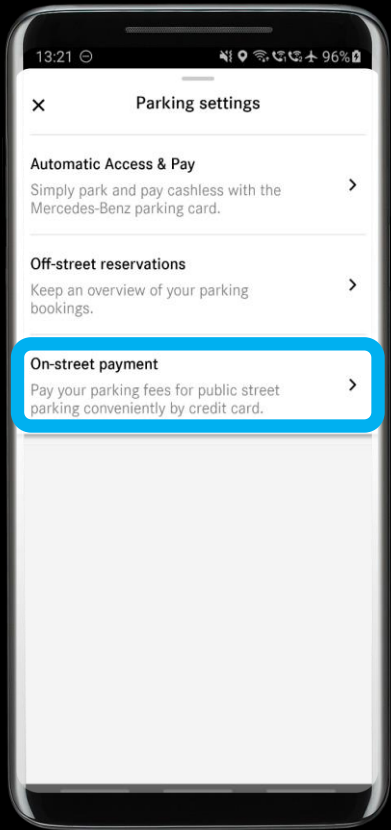 13:21 96%
Parking settings
Automatic Access & Pay
Simply park and pay cashless with the
Mercedes-Benz parking card.
Off-street reservations
Keep an overview of your parking
bookings.
On-street payment
Pay your parking fees for public street
parking conveniently by credit card.